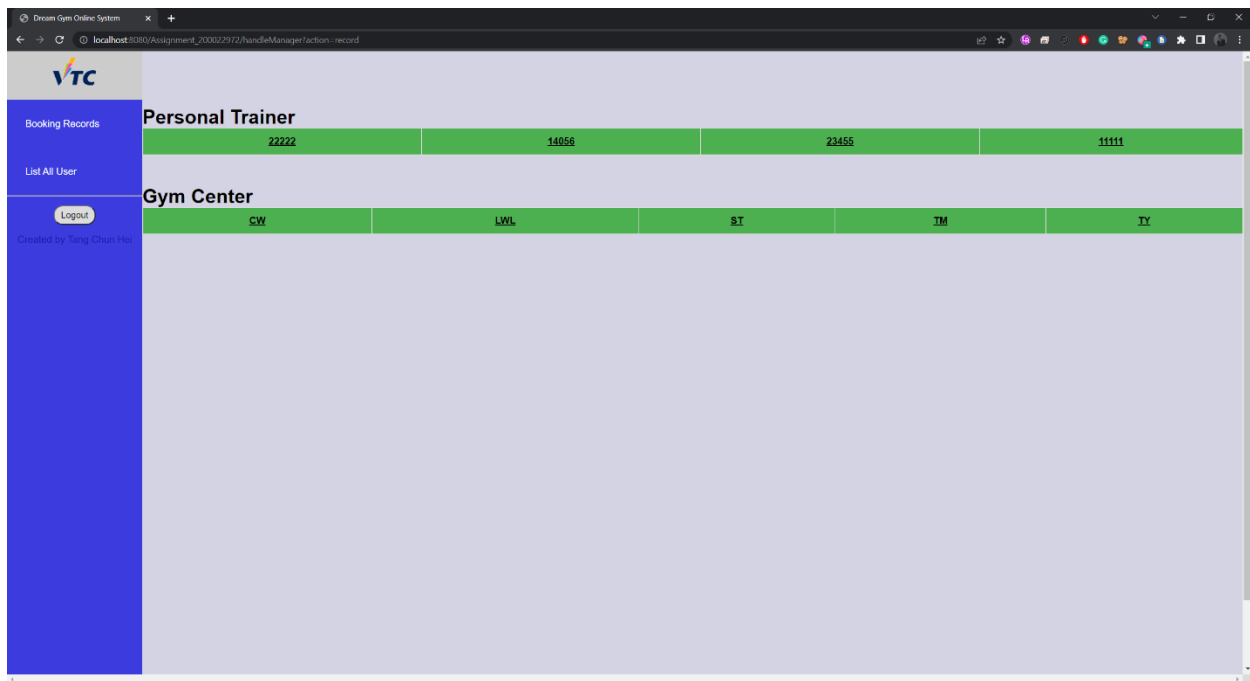 Dream Gym Online System
localhost:8080/Assignment_200022972/handleManager?action=record
VTC
Booking Records
List All User
Logout
Created by Tang Chun Hei
Personal Trainer
22222 14056 23455 11111
Gym Center
CW LWL ST TM TY